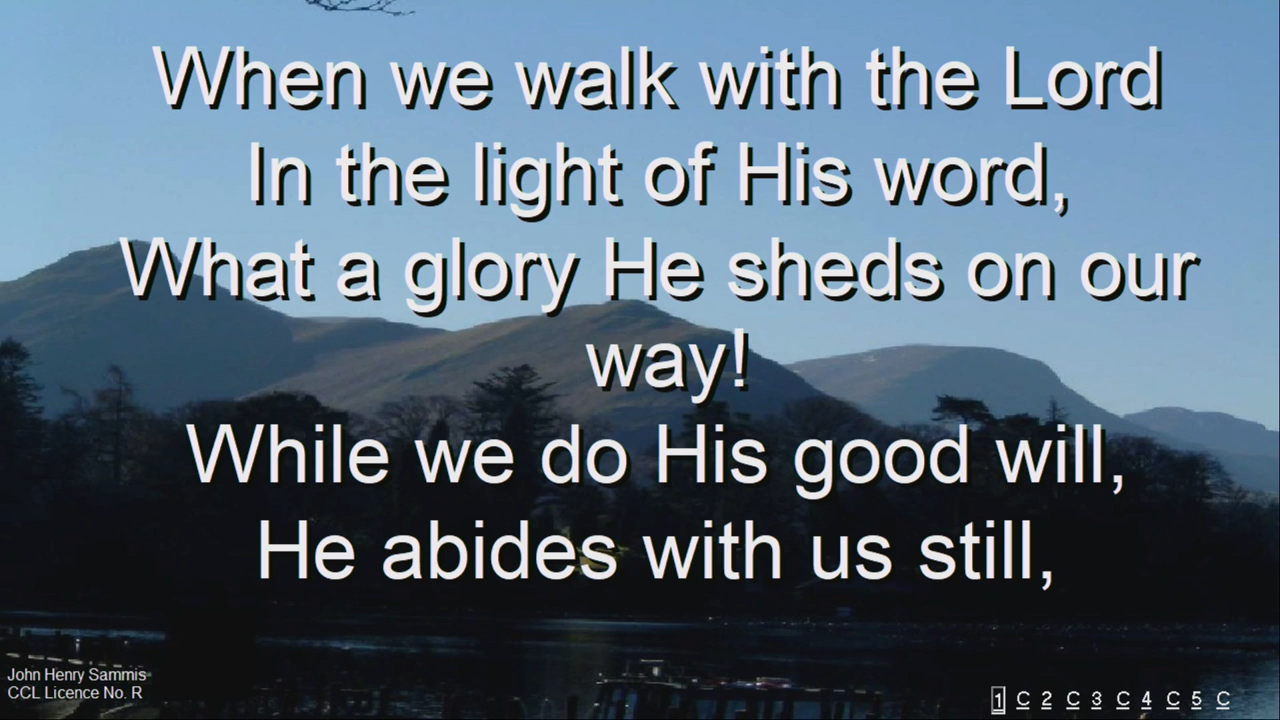 When we walk with the Lord
In the light of His word,
What a glory He sheds on our
way!
While we do His good will,
He abides with us still,
John Henry Sammis
CCL Licence No. R
1 C 2 C 3 C 4 C 5 C